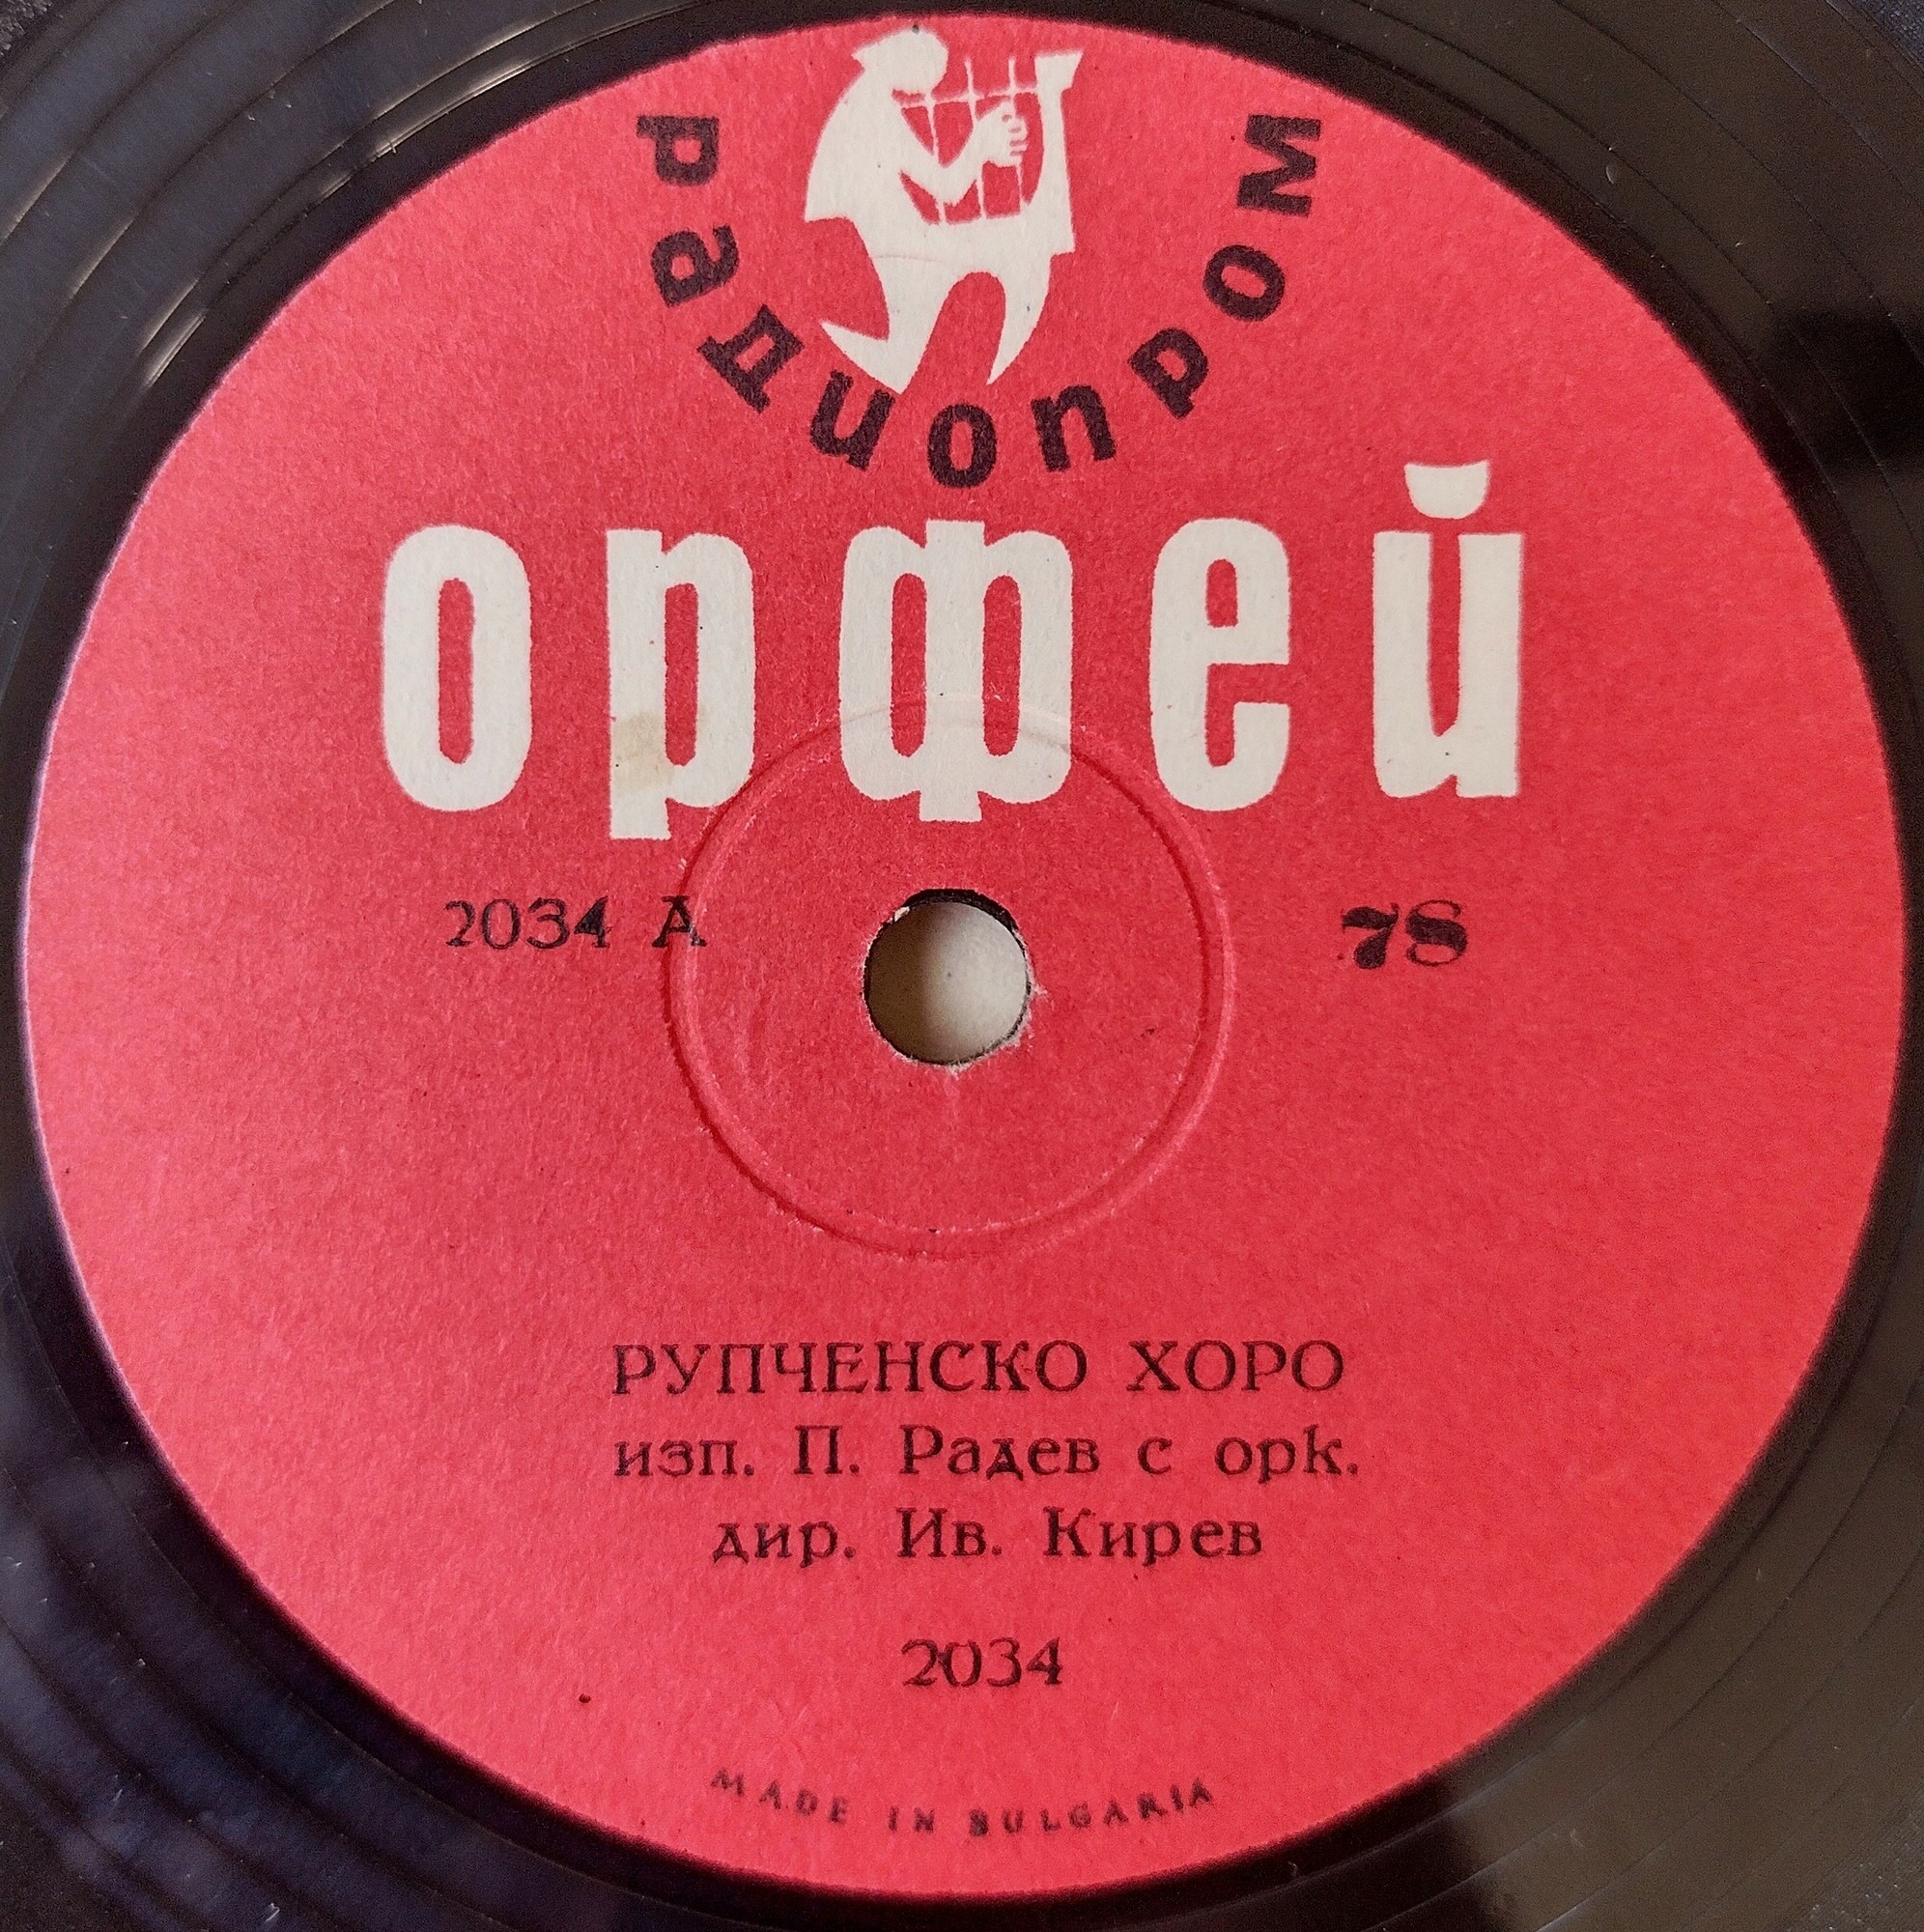 радиопром
орфей
2034 А
78
РУПЧЕНСКО ХОРО
изп. П. Радев с орк.
дир. Ив. Кирев
2034
MADE IN BULGARIA